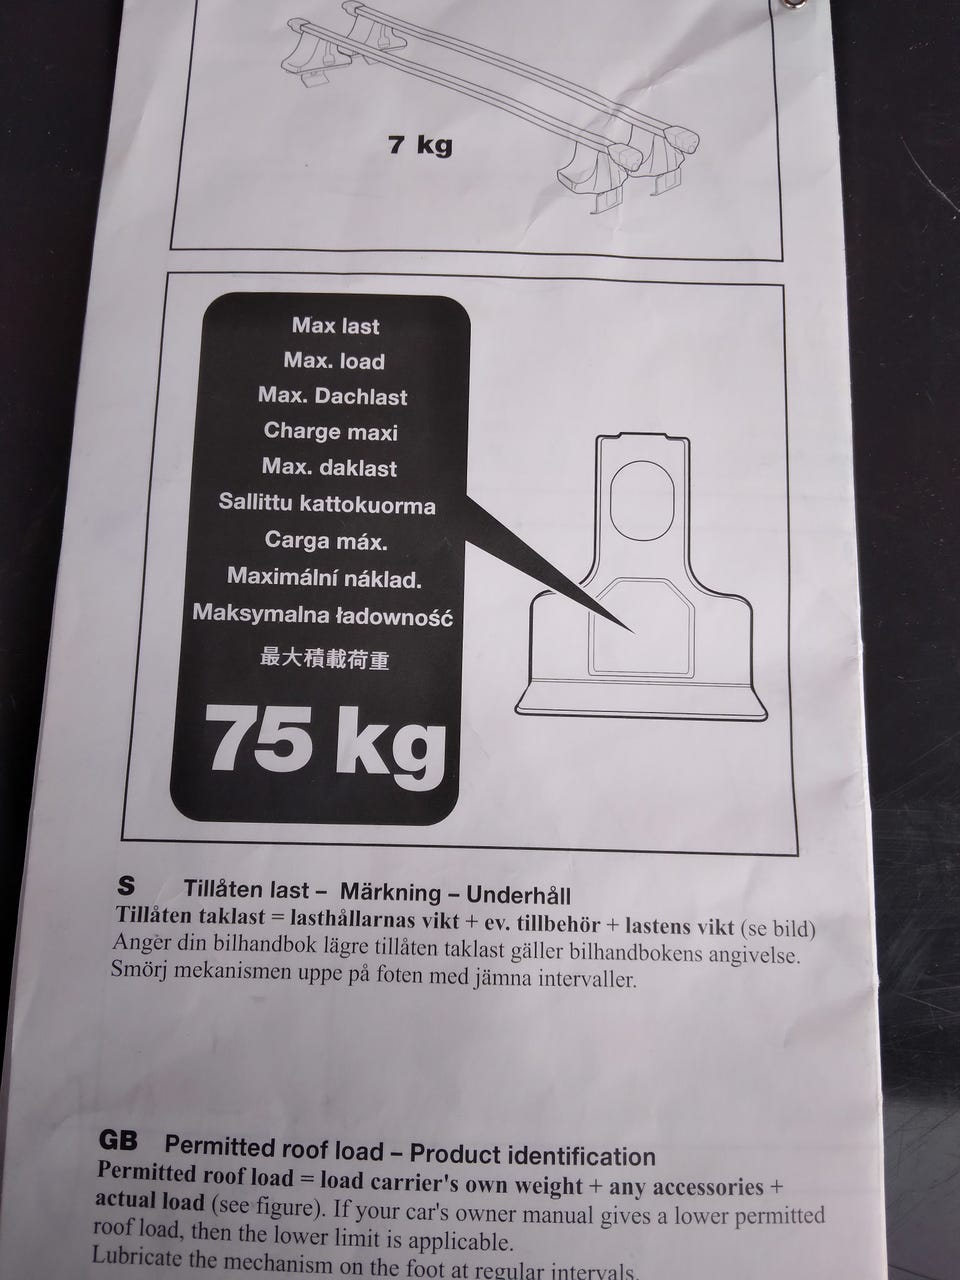 7 kg
Max last
Max. load
Max. Dachlast
Charge maxi
Max. daklast
Sallittu kattokuorma
Carga máx.
Maximální náklad.
Maksymalna ładowność
最大積載荷重
75 kg
S Tillåten last – Märkning – Underhåll
Tillåten taklast = lasthållarnas vikt + ev. tillbehör + lastens vikt (se bild)
Anger din bilhandbok lägre tillåten taklast gäller bilhandbokens angivelse.
Smörj mekanismen uppe på foten med jämna intervaller.
GB Permitted roof load – Product identification
Permitted roof load = load carrier's own weight + any accessories +
actual load (see figure). If your car's owner manual gives a lower permitted
roof load, then the lower limit is applicable.
Lubricate the mechanism on the foot at regular intervals.